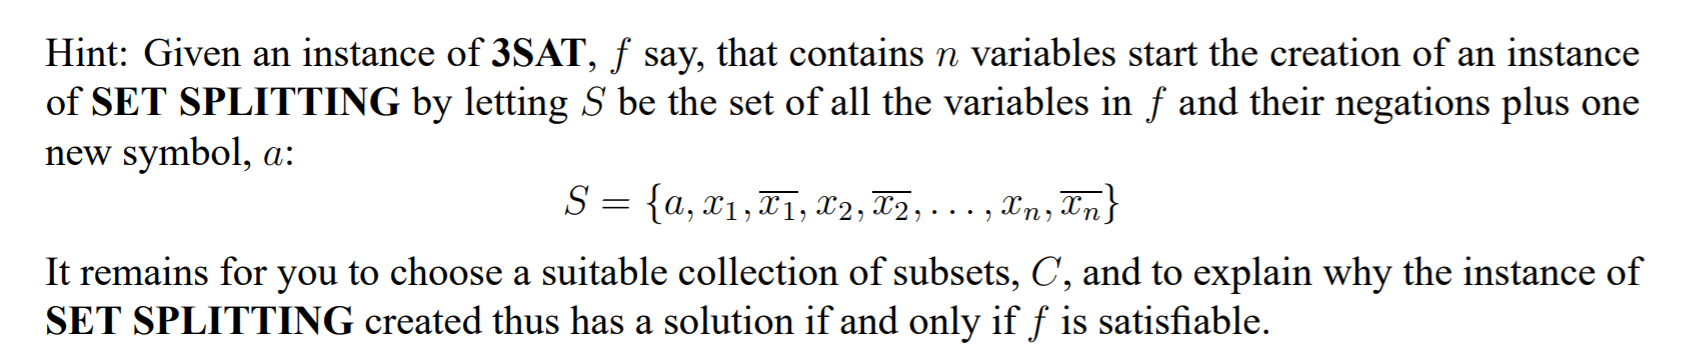 Hint: Given an instance of 3SAT, f say, that contains n variables start the creation of an instance
of SET SPLITTING by letting S be the set of all the variables in f and their negations plus one
new symbol, a:
S = {a, x₁, x̅₁, x₂, x̅₂, . . . , xₙ, x̅ₙ}
It remains for you to choose a suitable collection of subsets, C, and to explain why the instance of
SET SPLITTING created thus has a solution if and only if f is satisfiable.